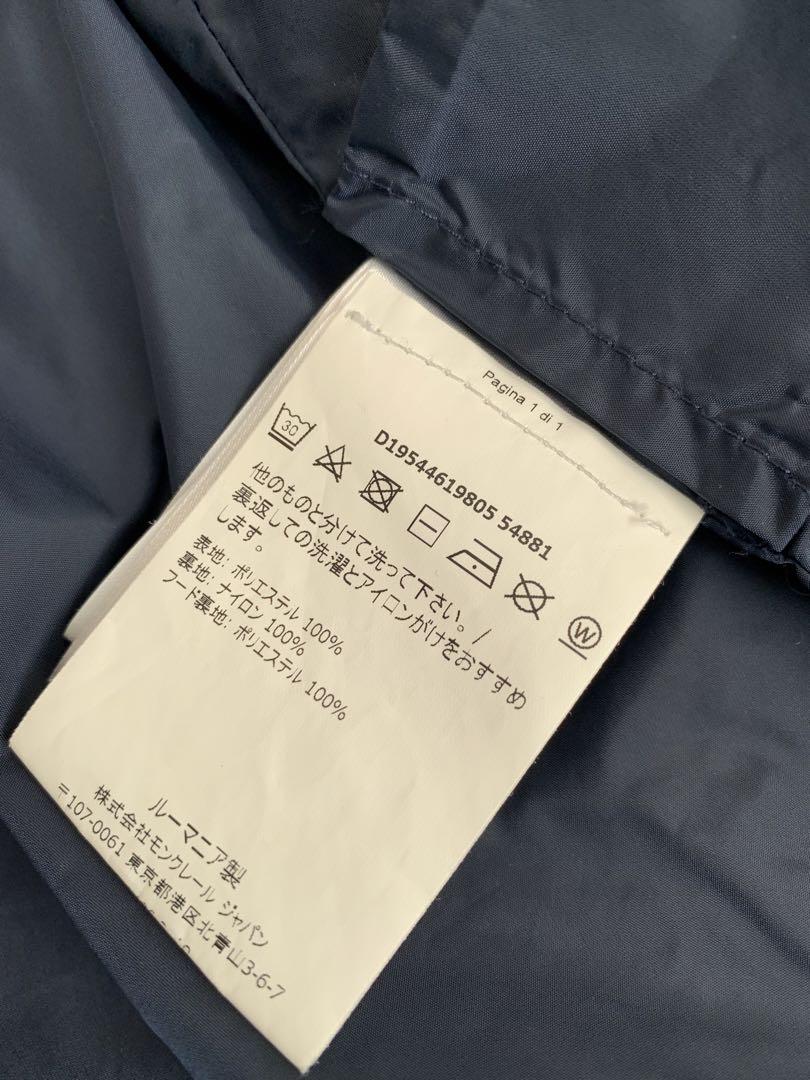 Pagina 1 di 1
D19544619805 54881
30
W
他のものと分けて洗って下さい。/
裏返しての洗濯とアイロンがけをおすすめ
します。
表地: ポリエステル 100%
裏地: ナイロン 100%
フード裏地: ポリエステル 100%
ルーマニア製
株式会社モンクレール ジャパン
〒107-0061 東京都港区北青山3-6-7